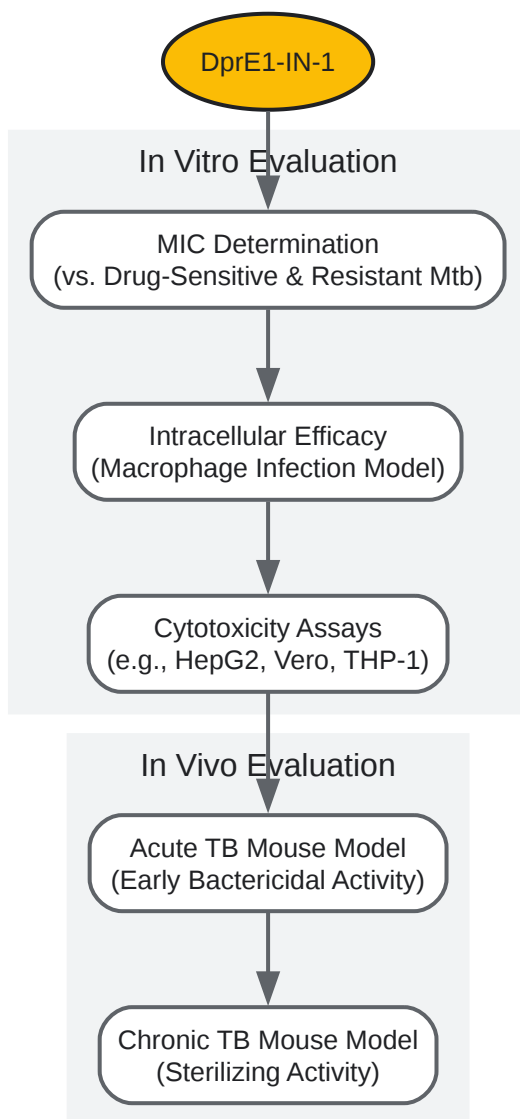 DprE1-IN-1
In Vitro Evaluation
MIC Determination
(vs. Drug-Sensitive & Resistant Mtb)
Intracellular Efficacy
(Macrophage Infection Model)
Cytotoxicity Assays
(e.g., HepG2, Vero, THP-1)
In Vivo Evaluation
Acute TB Mouse Model
(Early Bactericidal Activity)
Chronic TB Mouse Model
(Sterilizing Activity)